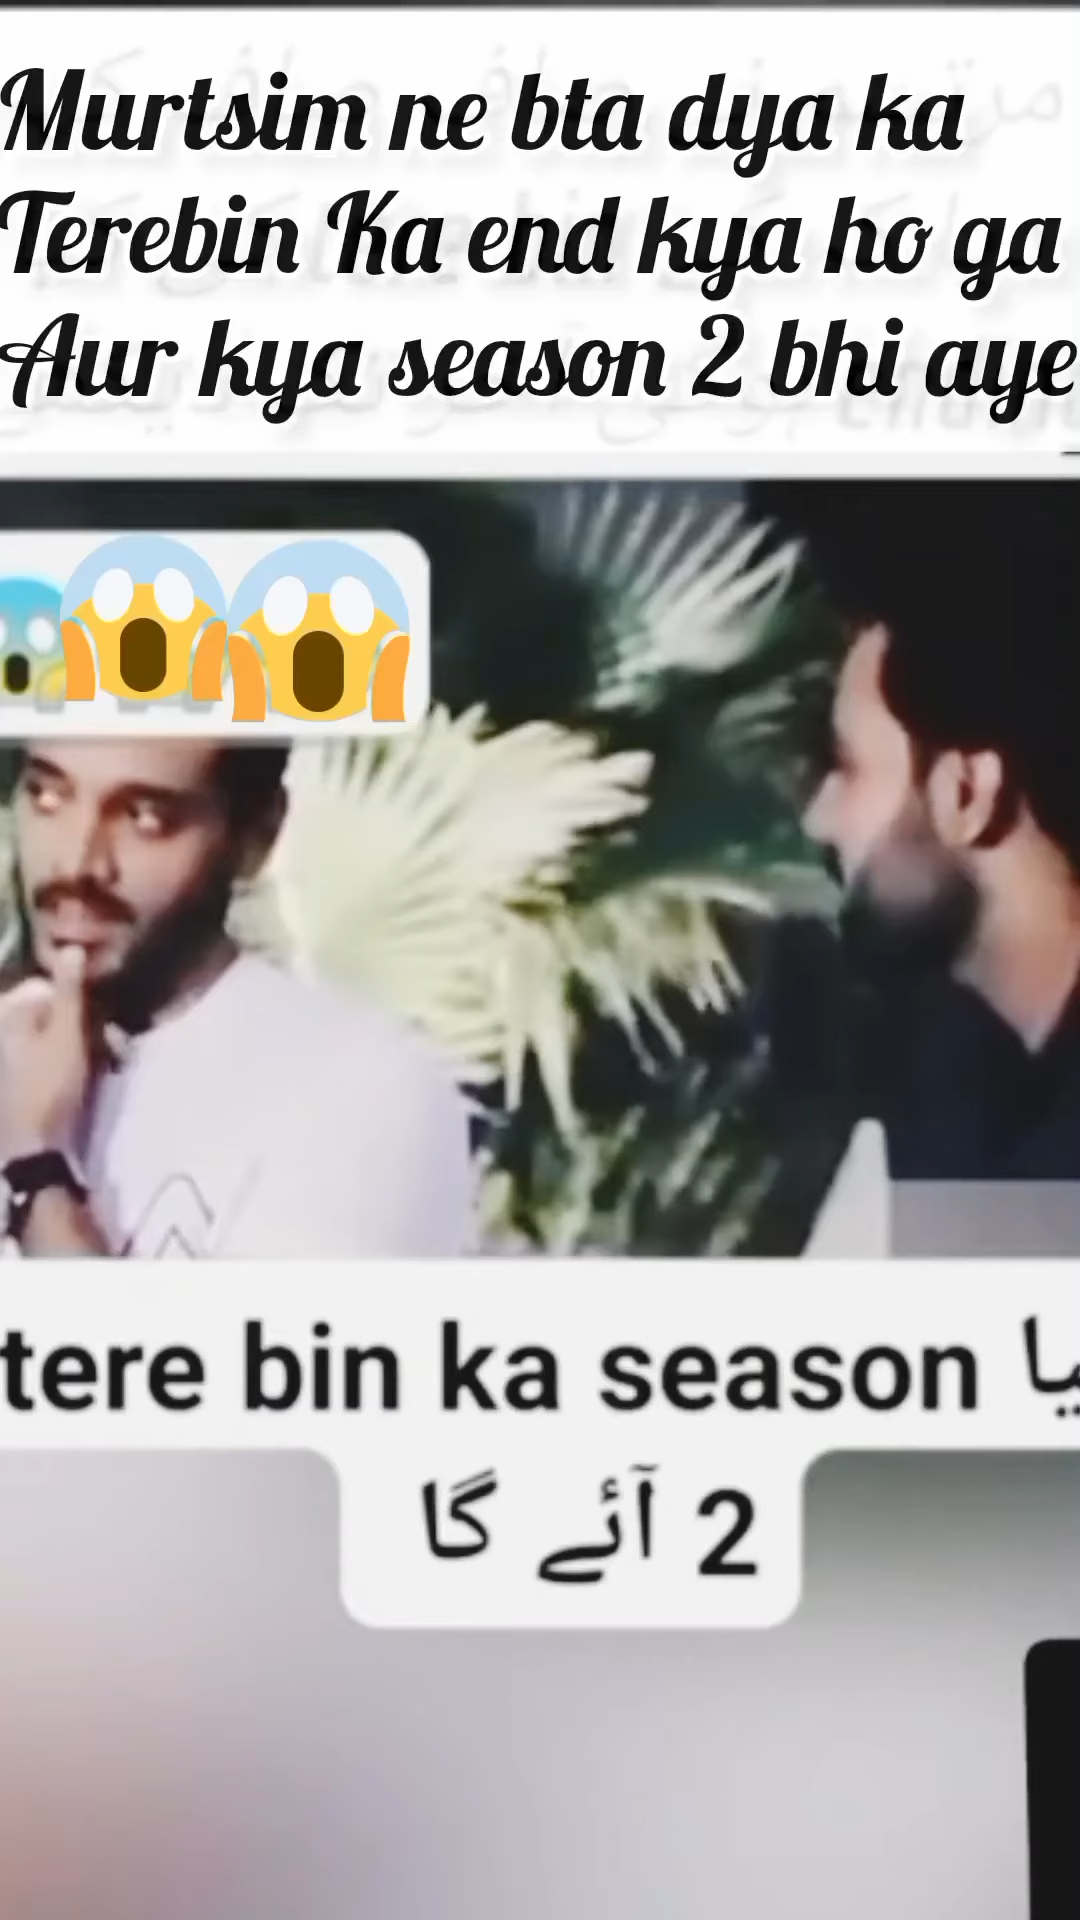 Murtsim ne bta dya ka
Terebin Ka end kya ho ga
Aur kya season 2 bhi aye
tere bin ka season
2 آئے گا